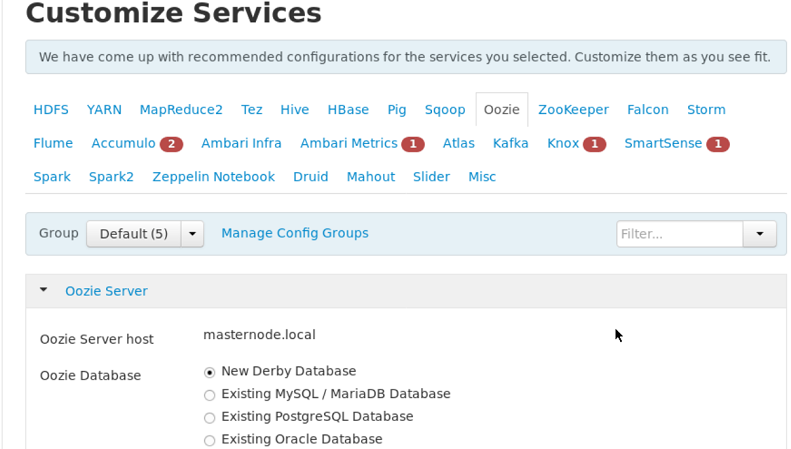 Customize Services
We have come up with recommended configurations for the services you selected. Customize them as you see fit.
HDFS YARN MapReduce2 Tez Hive HBase Pig Sqoop Oozie ZooKeeper Falcon Storm
Flume Accumulo 2 Ambari Infra Ambari Metrics 1 Atlas Kafka Knox 1 SmartSense 1
Spark Spark2 Zeppelin Notebook Druid Mahout Slider Misc
Group Default (5) Manage Config Groups Filter...
Oozie Server
Oozie Server host masternode.local
Oozie Database New Derby Database
Existing MySQL / MariaDB Database
Existing PostgreSQL Database
Existing Oracle Database